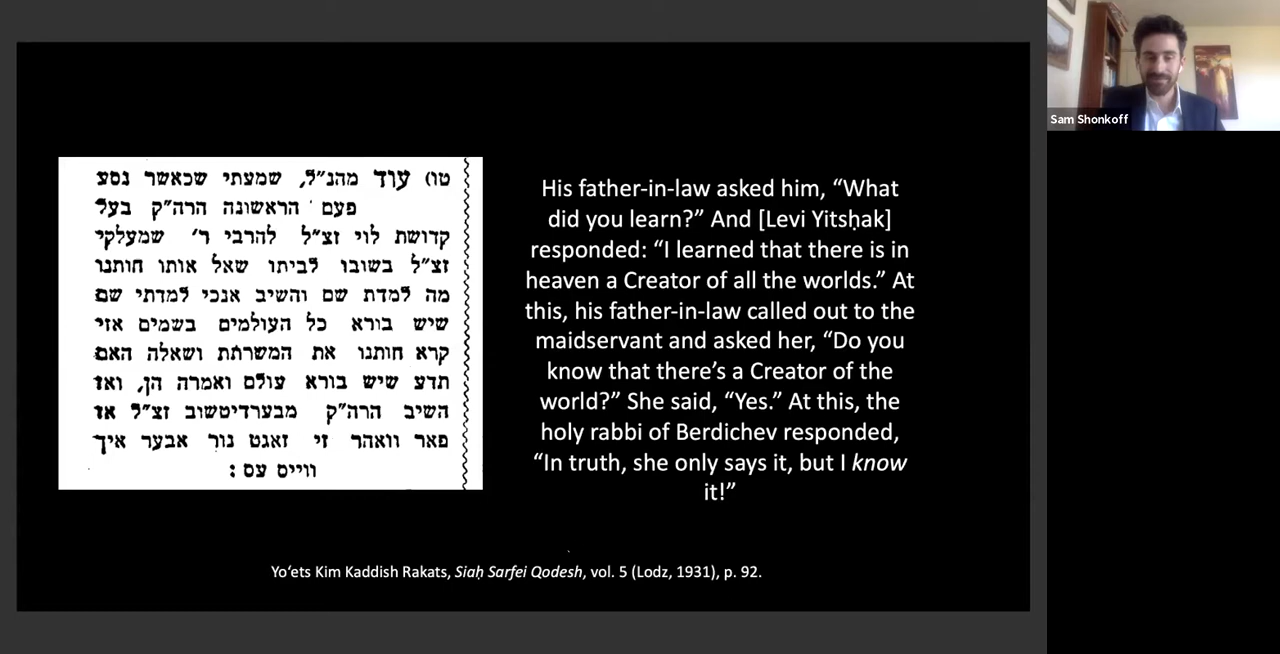 טו) עוד מהנ"ל, שמעתי שכאשר נסע
פעם הראשונה הרה"ק בעל
קדושת לוי זצ"ל להרבי ר' שמעלקי
זצ"ל בשובו לביתו שאל אותו חותנו
מה למדת שם והשיב אנכי למדתי שם
שיש בורא כל העולמים בשמים אזי
קרא חותנו את המשרתת ושאלה האם
תדע שיש בורא עולם ואמרה הן, ואז
השיב הרה"ק מבערדיטשוב זצ"ל אז
פאר וואהר זי זאגט נור אבער איך
ווייס עס :
His father-in-law asked him, “What
did you learn?” And [Levi Yitsḥak]
responded: “I learned that there is in
heaven a Creator of all the worlds.” At
this, his father-in-law called out to the
maidservant and asked her, “Do you
know that there’s a Creator of the
world?” She said, “Yes.” At this, the
holy rabbi of Berdichev responded,
“In truth, she only says it, but I know
it!”
Yo‘ets Kim Kaddish Rakats, Siaḥ Sarfei Qodesh, vol. 5 (Lodz, 1931), p. 92.
Sam Shonkoff